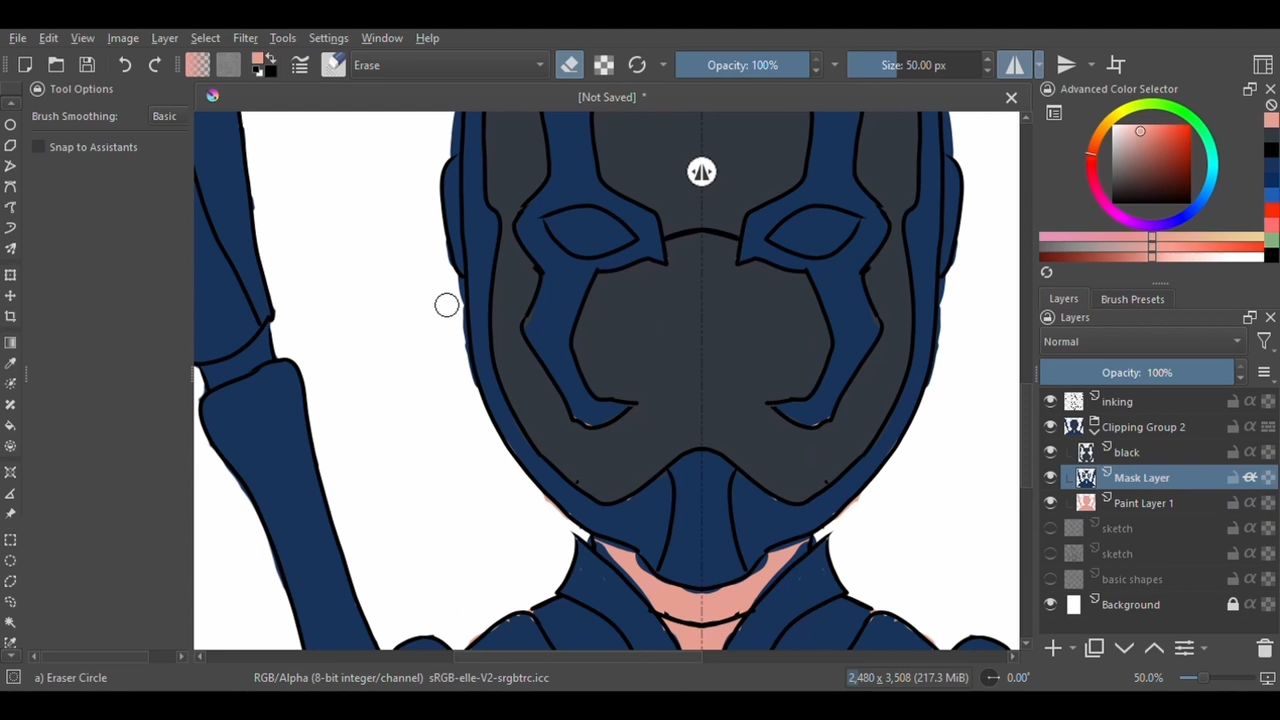 File Edit View Image Layer Select Filter Tools Settings Window Help
Erase Opacity: 100% Size: 50.00 px
Tool Options
[Not Saved] *
Advanced Color Selector
Brush Smoothing: Basic
Snap to Assistants
Layers Brush Presets
Layers
Normal
Opacity: 100%
inking
Clipping Group 2
black
Mask Layer
Paint Layer 1
sketch
sketch
basic shapes
Background
a) Eraser Circle RGB/Alpha (8-bit integer/channel) sRGB-elle-V2-srgbtrc.icc 2,480 x 3,508 (217.3 MiB) 0.00° 50.0%